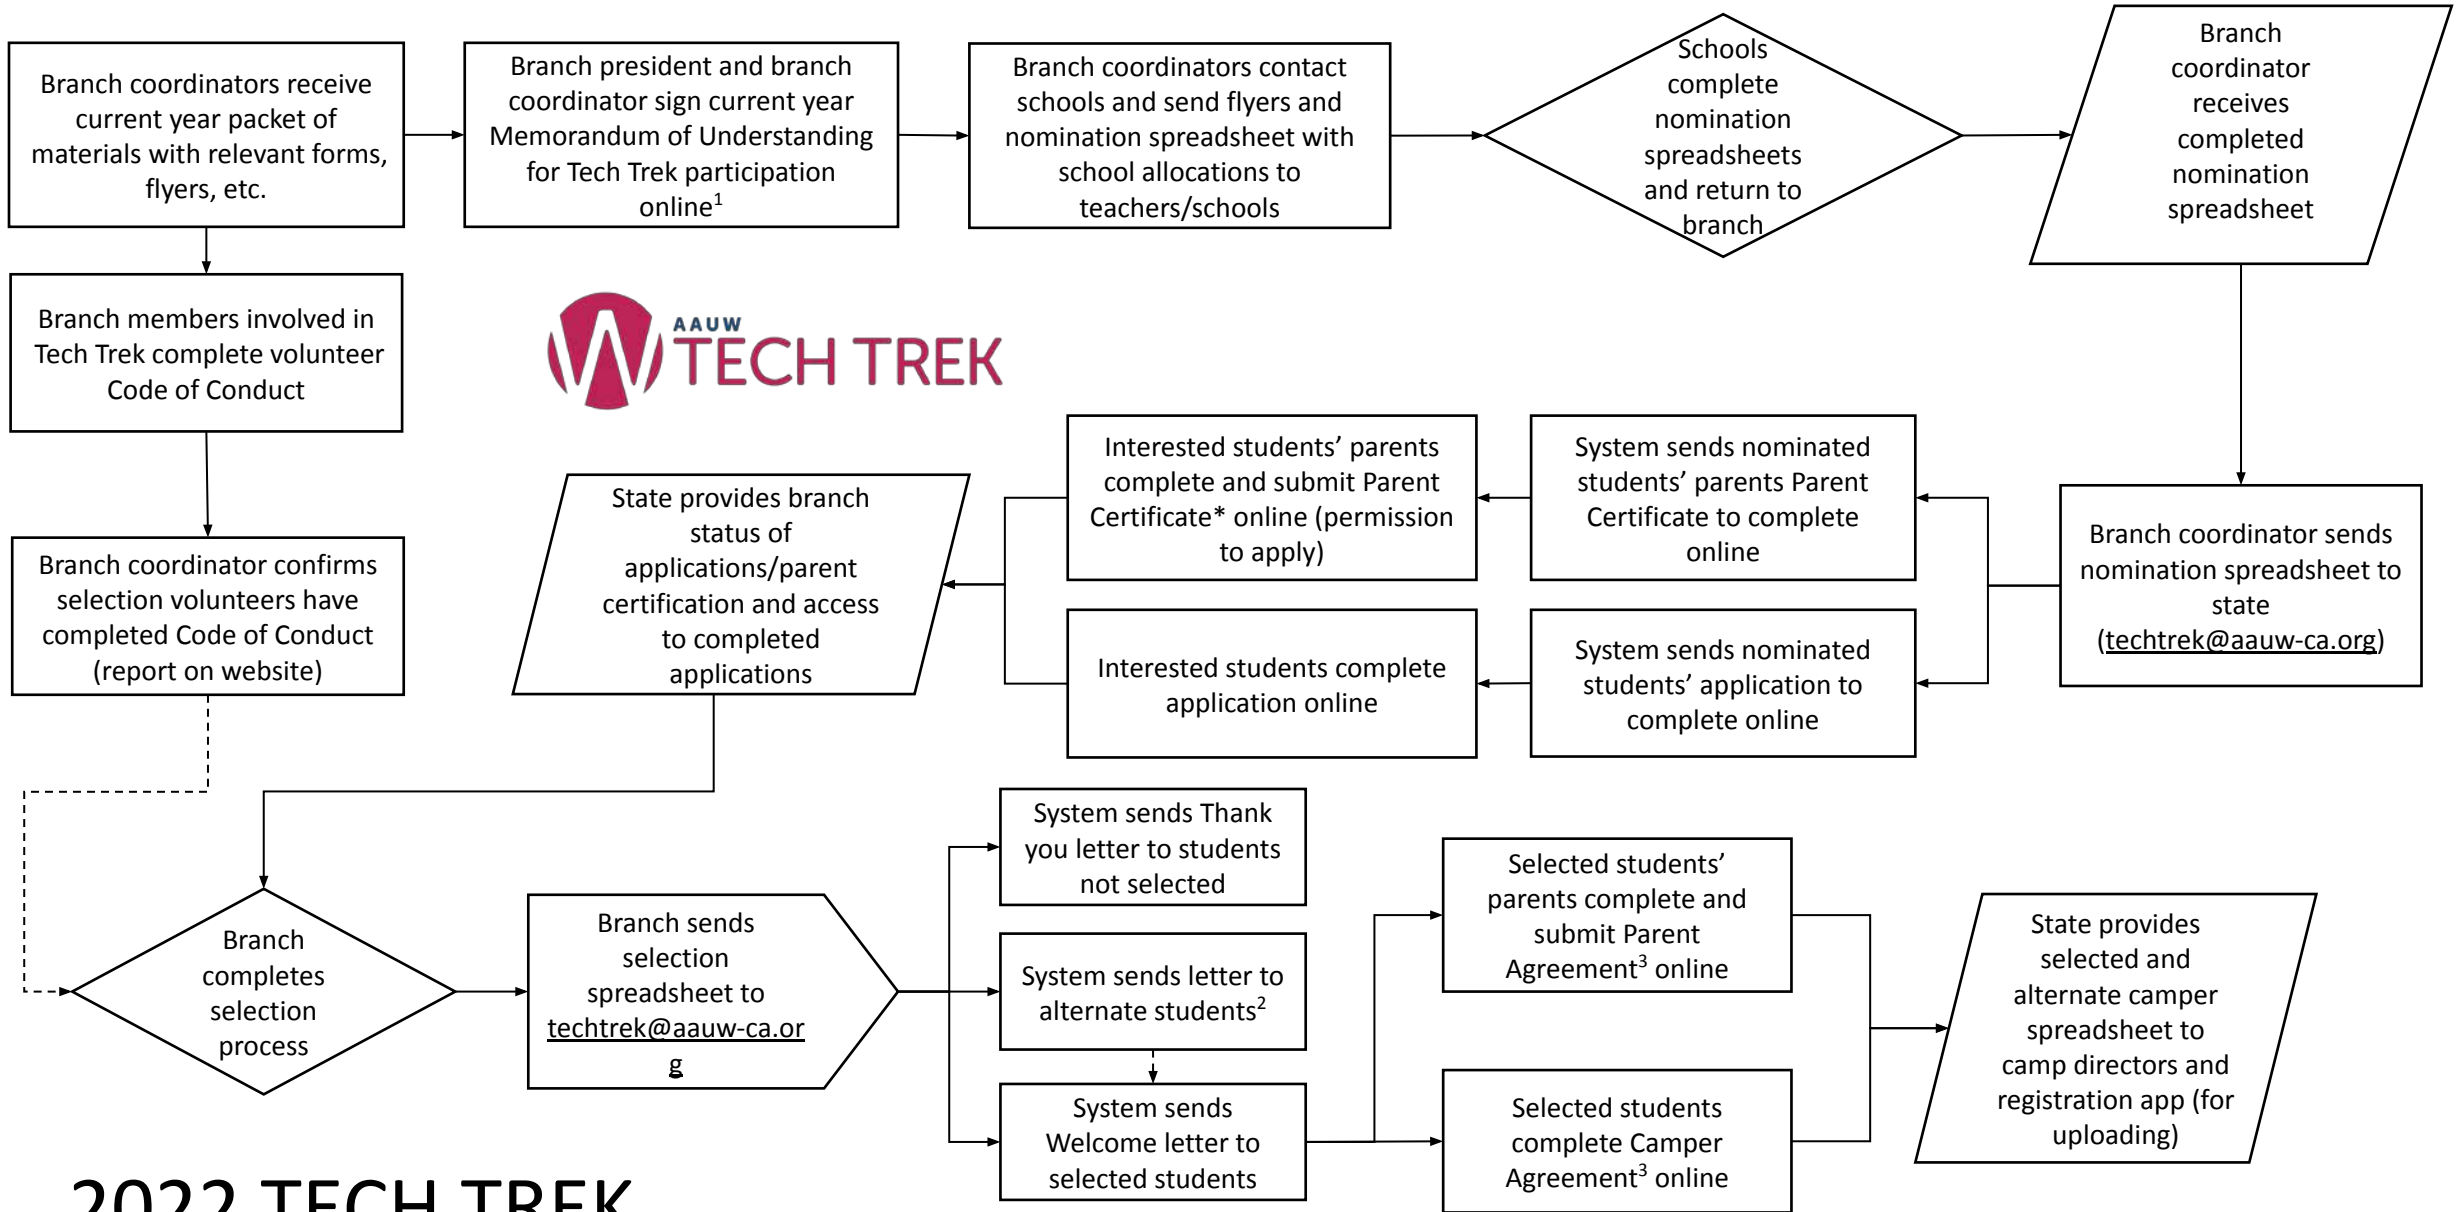 Branch coordinators receive
current year packet of
materials with relevant forms,
flyers, etc.
Branch president and branch
coordinator sign current year
Memorandum of Understanding
for Tech Trek participation
online1
Branch coordinators contact
schools and send flyers and
nomination spreadsheet with
school allocations to
teachers/schools
Schools
complete
nomination
spreadsheets
and return to
branch
Branch
coordinator
receives
completed
nomination
spreadsheet
Branch members involved in
Tech Trek complete volunteer
Code of Conduct
AAUW
TECH TREK
Branch coordinator confirms
selection volunteers have
completed Code of Conduct
(report on website)
State provides branch
status of
applications/parent
certification and access
to completed
applications
Interested students’ parents
complete and submit Parent
Certificate* online (permission
to apply)
System sends nominated
students’ parents Parent
Certificate to complete
online
Branch coordinator sends
nomination spreadsheet to
state
(techtrek@aauw-ca.org)
Interested students complete
application online
System sends nominated
students’ application to
complete online
Branch
completes
selection
process
Branch sends
selection
spreadsheet to
techtrek@aauw-ca.or
g
System sends Thank
you letter to students
not selected
System sends letter to
alternate students2
System sends
Welcome letter to
selected students
Selected students’
parents complete and
submit Parent
Agreement3 online
Selected students
complete Camper
Agreement3 online
State provides
selected and
alternate camper
spreadsheet to
camp directors and
registration app (for
uploading)
2022 TECH TREK